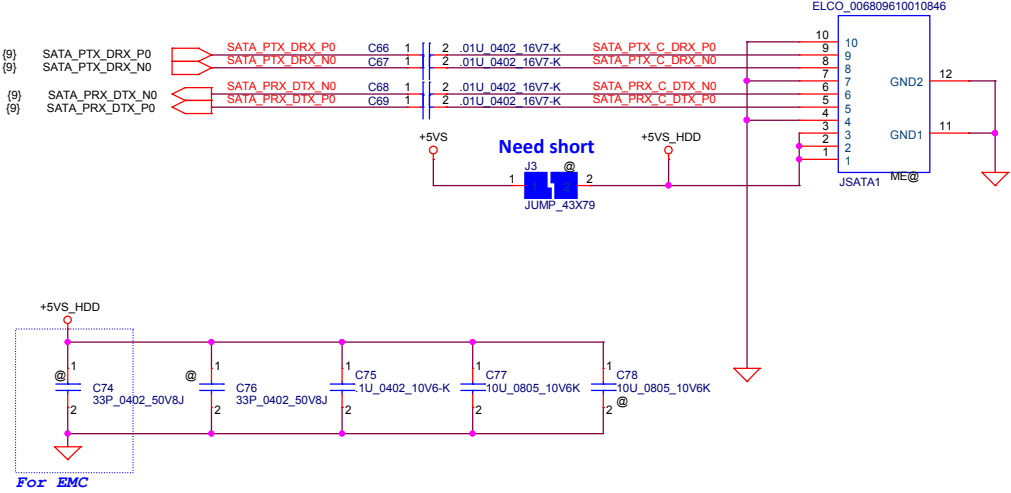 ELCO_006809610010846
{9} SATA_PTX_DRX_P0 SATA_PTX_DRX_P0 C66 1 2 .01U_0402_16V7-K SATA_PTX_C_DRX_P0 10 10
{9} SATA_PTX_DRX_N0 SATA_PTX_DRX_N0 C67 1 2 .01U_0402_16V7-K SATA_PTX_C_DRX_N0 9 9
8 8
7 7 GND2 12
{9} SATA_PRX_DTX_N0 SATA_PRX_DTX_N0 C68 1 2 .01U_0402_16V7-K SATA_PRX_C_DTX_N0 6 6
{9} SATA_PRX_DTX_P0 SATA_PRX_DTX_P0 C69 1 2 .01U_0402_16V7-K SATA_PRX_C_DTX_P0 5 5
4 4
+5VS +5VS_HDD 3 3 GND1 11
Need short 2 2
1 1
J3 @
1 1 2 2
JUMP_43X79
JSATA1 ME@
+5VS_HDD
@ 1 @ 1 1 1 1
C74 C76 C75 C77 C78
33P_0402_50V8J 33P_0402_50V8J .1U_0402_10V6-K 10U_0805_10V6K 10U_0805_10V6K
@
2 2 2 2 2
For EMC